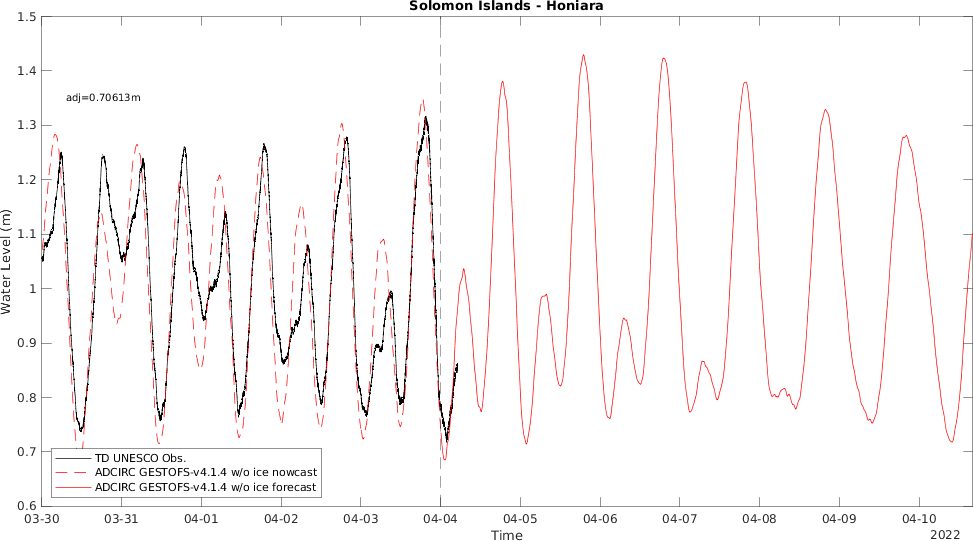 Solomon Islands - Honiara
1.5
1.4
1.3
1.2
1.1
1
0.9
0.8
0.7
0.6
Water Level (m)
adj=0.70613m
TD UNESCO Obs.
ADCIRC GESTOFS-v4.1.4 w/o ice nowcast
ADCIRC GESTOFS-v4.1.4 w/o ice forecast
03-30 03-31 04-01 04-02 04-03 04-04 04-05 04-06 04-07 04-08 04-09 04-10
2022
Time